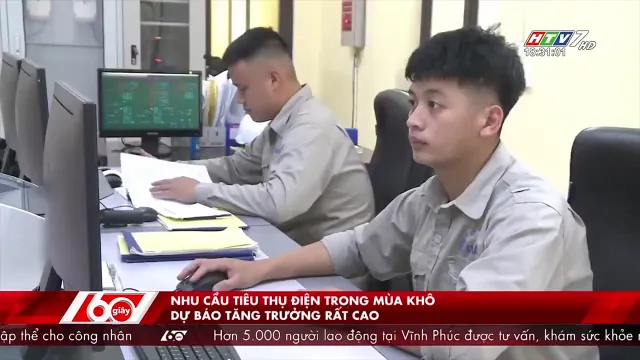 HTV7 HD
18:31:01
60 giây
NHU CẦU TIÊU THỤ ĐIỆN TRONG MÙA KHÔ
DỰ BÁO TĂNG TRƯỞNG RẤT CAO
ập thể cho công nhân Hơn 5.000 người lao động tại Vĩnh Phúc được tư vấn, khám sức khỏe